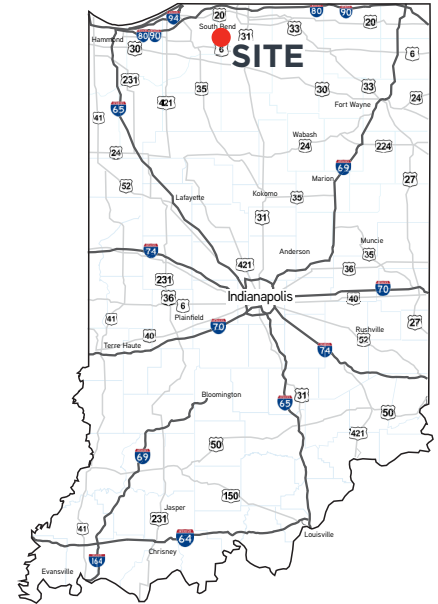 94
20
80
90
South Bend
20
Hammond
80
90
31
33
30
6
SITE
6
231
421
35
30
33
Fort Wayne
24
65
41
Wabash
24
224
24
69
Marion
27
52
Kokomo
35
Lafayette
31
Anderson
Muncie
35
74
421
36
231
70
36
6
Indianapolis
40
Plainfield
41
70
27
40
Rushville
52
Terre Haute
74
Bloomington
31
65
50
421
50
69
150
Jasper
231
41
64
Louisville
Chrisney
164
Evansville